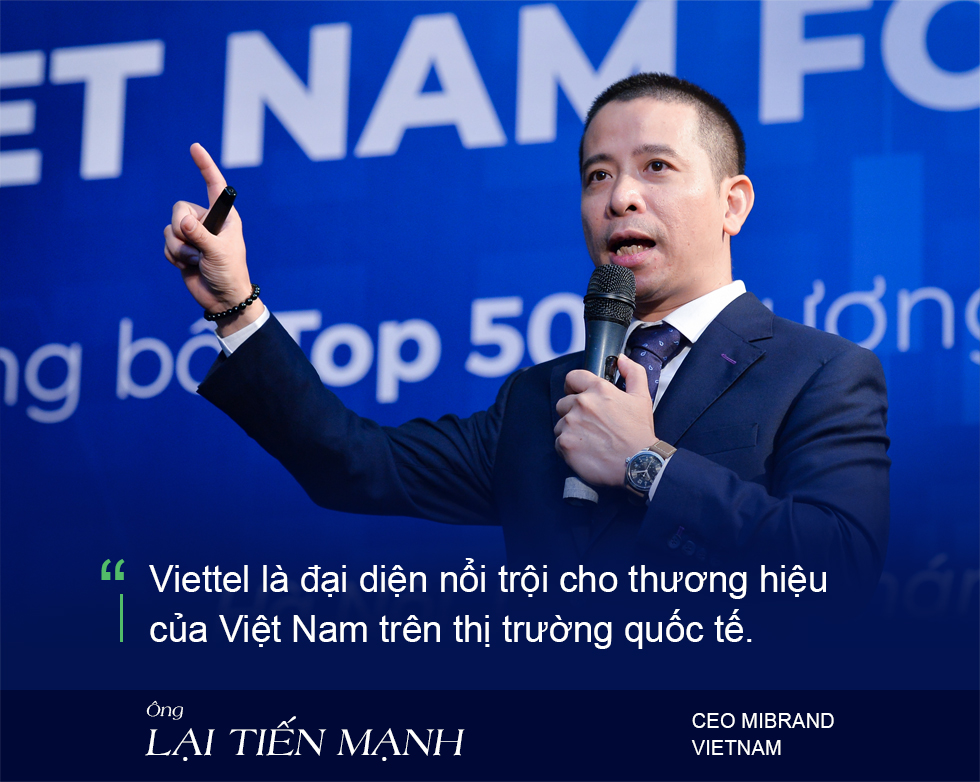 ET NAM FO
ng bố Top 50 ương
“ Viettel là đại diện nổi trội cho thương hiệu
của Việt Nam trên thị trường quốc tế.
Ông
LẠI TIẾN MẠNH
CEO MIBRAND
VIETNAM